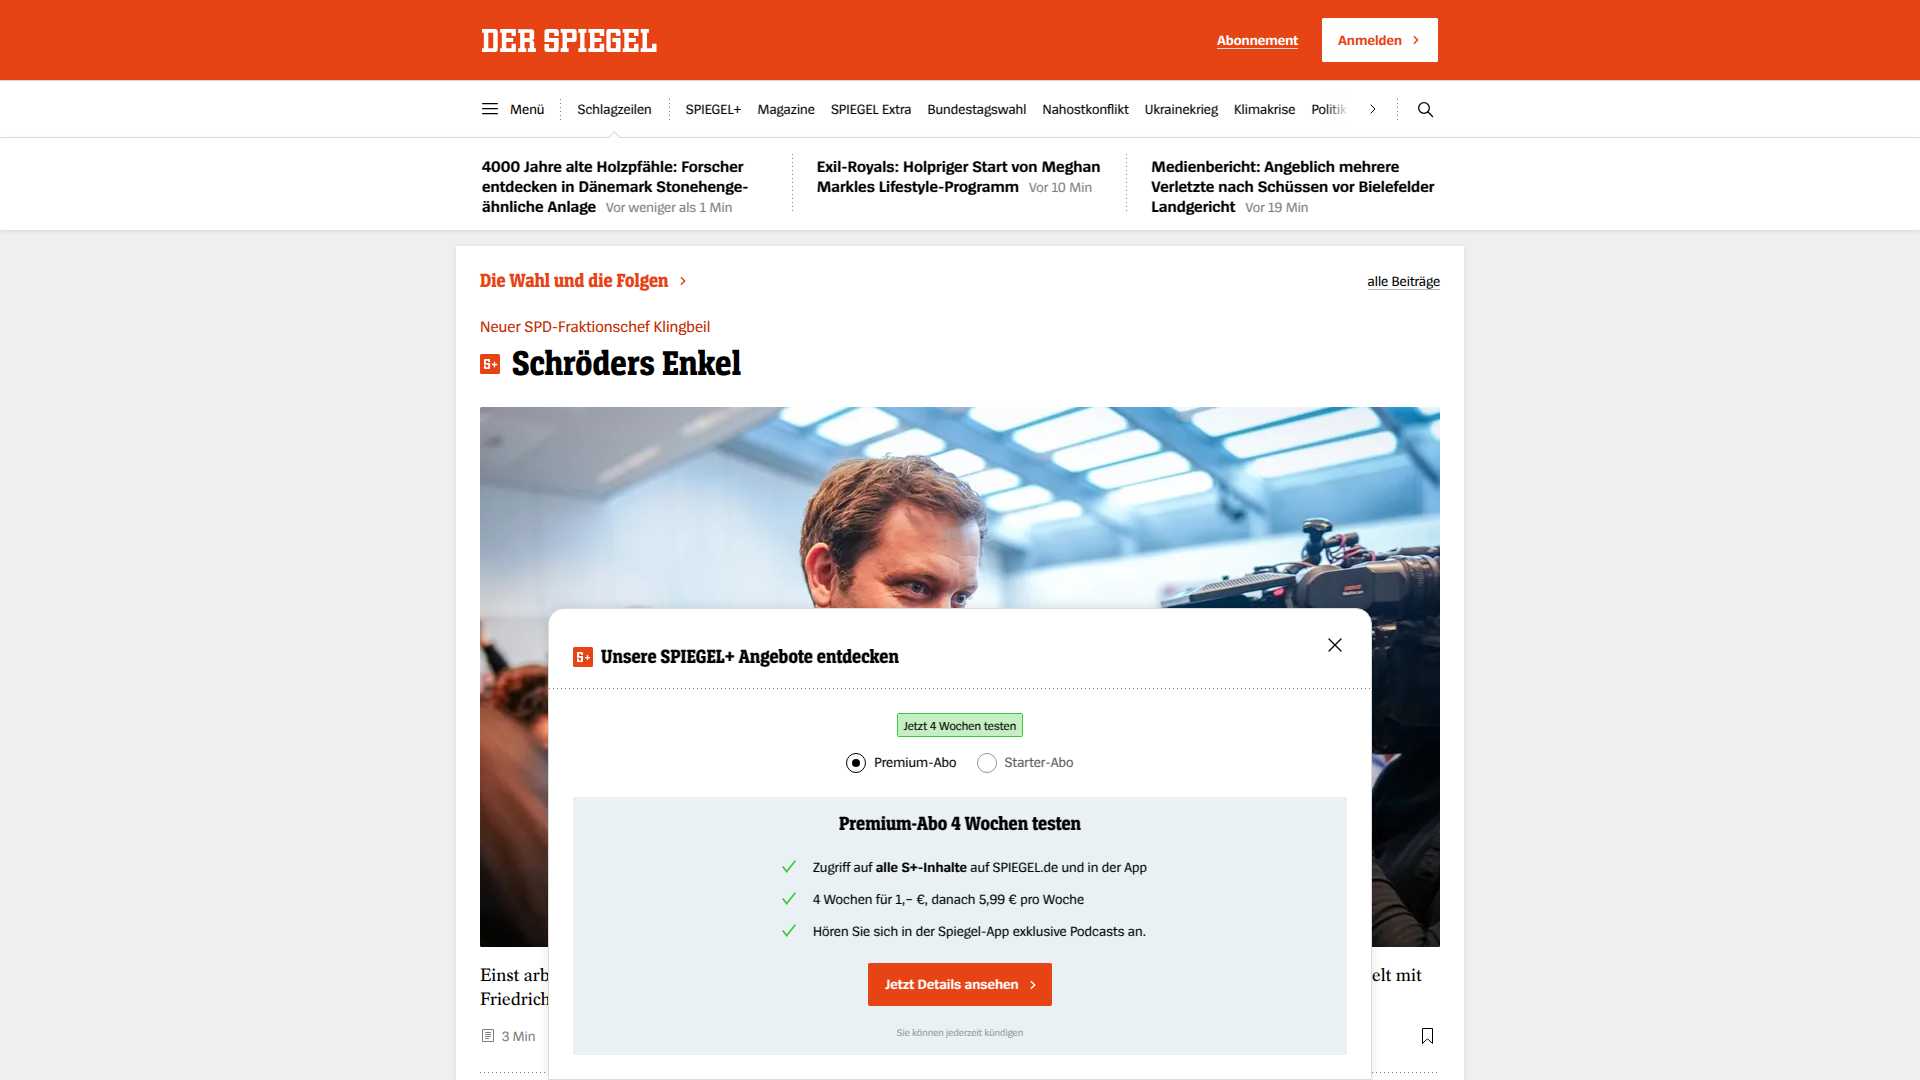 DER SPIEGEL
Abonnement
Anmelden
Menü
Schlagzeilen
SPIEGEL+
Magazine
SPIEGEL Extra
Bundestagswahl
Nahostkonflikt
Ukrainekrieg
Klimakrise
Politik
4000 Jahre alte Holzpfähle: Forscher
entdecken in Dänemark Stonehenge-
ähnliche Anlage Vor weniger als 1 Min
Exil-Royals: Holpriger Start von Meghan
Markles Lifestyle-Programm Vor 10 Min
Medienbericht: Angeblich mehrere
Verletzte nach Schüssen vor Bielefelder
Landgericht Vor 19 Min
Die Wahl und die Folgen
alle Beiträge
Neuer SPD-Fraktionschef Klingbeil
Schröders Enkel
Unsere SPIEGEL+ Angebote entdecken
Jetzt 4 Wochen testen
Premium-Abo
Starter-Abo
Premium-Abo 4 Wochen testen
Zugriff auf alle S+-Inhalte auf SPIEGEL.de und in der App
4 Wochen für 1,– €, danach 5,99 € pro Woche
Hören Sie sich in der Spiegel-App exklusive Podcasts an.
Jetzt Details ansehen
Sie können jederzeit kündigen
Einst arb
elt mit
Friedrich
3 Min